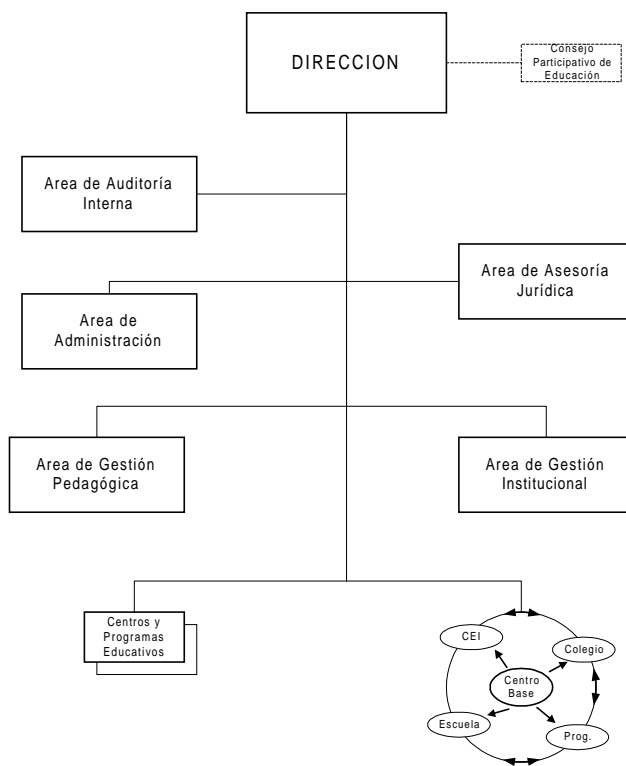 DIRECCION
Consejo
Participativo de
Educación
Area de Auditoría
Interna
Area de Asesoría
Jurídica
Area de
Administración
Area de Gestión
Pedagógica
Area de Gestión
Institucional
Centros y
Programas
Educativos
CEI
Colegio
Centro
Base
Escuela
Prog.